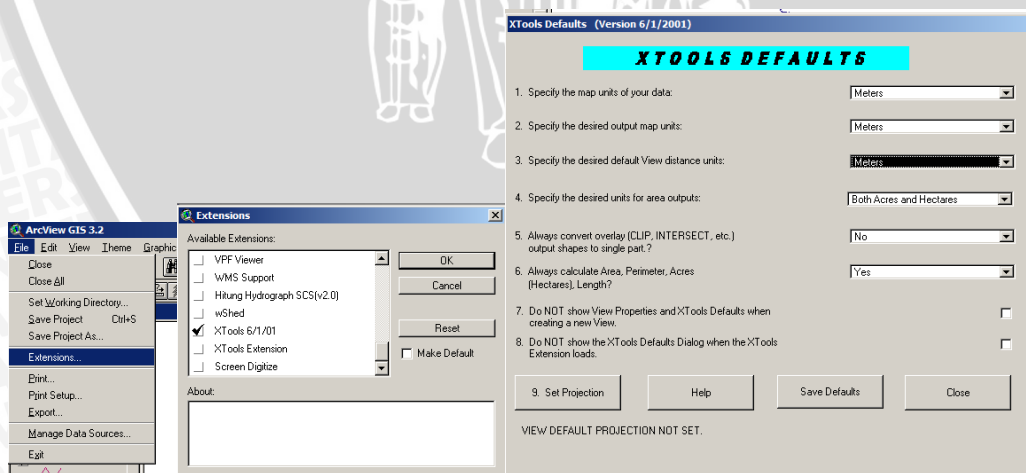 ArcView GIS 3.2
File Edit View Theme Graphic
Close
Close All
Set Working Directory...
Save Project Ctrl+S
Save Project As...
Extensions...
Print...
Print Setup...
Export...
Manage Data Sources...
Exit
Extensions
Available Extensions:
VPF Viewer
WMS Support
Hitung Hydrograph SCS(v2.0)
wShed
XTools 6/1/01
XTools Extension
Screen Digitize
OK
Cancel
Reset
Make Default
About:
XTools Defaults (Version 6/1/2001)
XTOOLS DEFAULTS
1. Specify the map units of your data: Meters
2. Specify the desired output map units: Meters
3. Specify the desired default View distance units: Meters
4. Specify the desired units for area outputs: Both Acres and Hectares
5. Always convert overlay (CLIP, INTERSECT, etc.) No
output shapes to single part.?
6. Always calculate Area, Perimeter, Acres Yes
(Hectares), Length?
7. Do NOT show View Properties and XTools Defaults when
creating a new View.
8. Do NOT show the XTools Defaults Dialog when the XTools
Extension loads.
9. Set Projection Help Save Defaults Close
VIEW DEFAULT PROJECTION NOT SET.